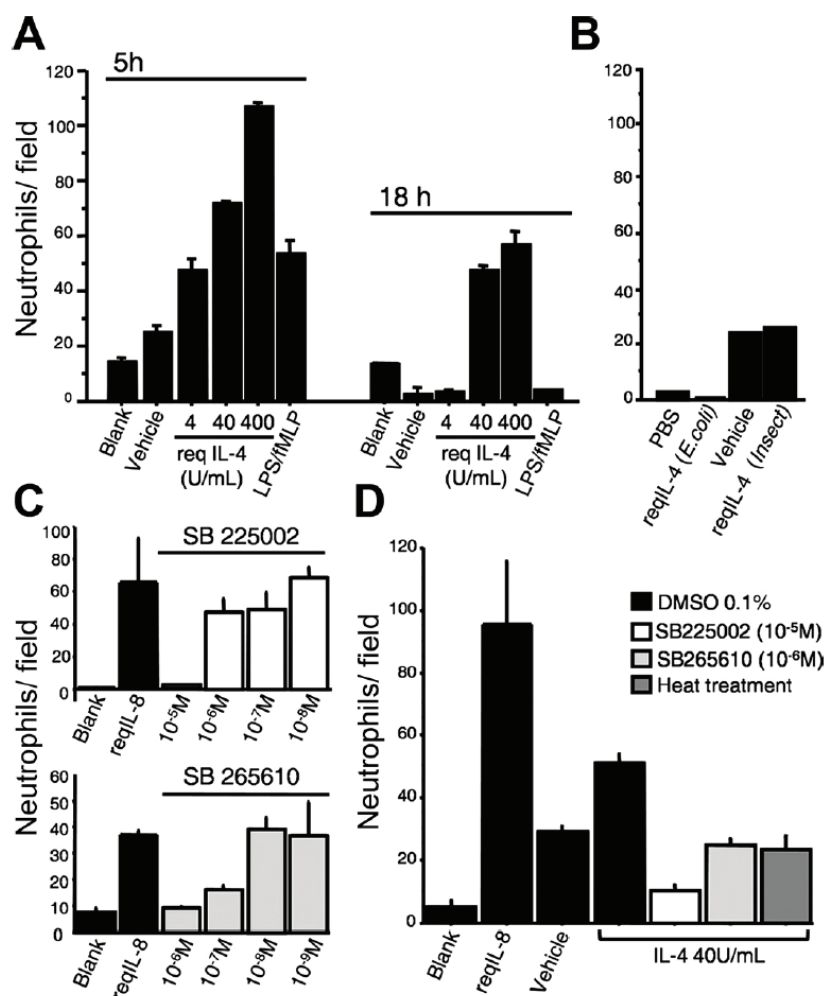 A
5h
120
100
80
60
40
20
0
Neutrophils/ field
18 h
Blank
Vehicle
4 40 400
req IL-4
(U/mL)
LPS/fMLP
Blank
Vehicle
4 40 400
req IL-4
(U/mL)
LPS/fMLP
B
120
100
80
60
40
20
0
PBS
reqIL-4 (E.coli)
Vehicle
reqIL-4 (Insect)
C
SB 225002
100
80
60
40
20
0
Neutrophils/ field
Blank
reqIL-8
10⁻⁵M
10⁻⁶M
10⁻⁷M
10⁻⁸M
SB 265610
60
50
40
30
20
10
0
Blank
reqIL-8
10⁻⁶M
10⁻⁷M
10⁻⁸M
10⁻⁹M
D
120
100
80
60
40
20
0
Neutrophils/ field
DMSO 0.1%
SB225002 (10⁻⁵M)
SB265610 (10⁻⁶M)
Heat treatment
Blank
reqIL-8
Vehicle
IL-4 40U/mL